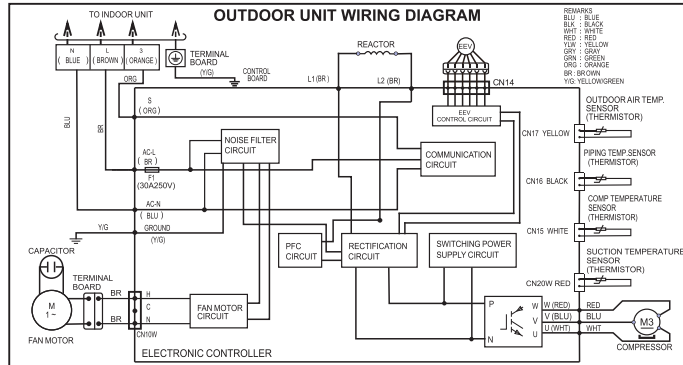 OUTDOOR UNIT WIRING DIAGRAM
TO INDOOR UNIT
N
L
3
( BLUE )
( BROWN )
( ORANGE )
TERMINAL
BOARD
(Y/G)
CONTROL
BOARD
REMARKS
BLU : BLUE
BLK : BLACK
WHT : WHITE
RED : RED
YLW : YELLOW
GRY : GRAY
GRN : GREEN
ORG : ORANGE
BR : BROWN
Y/G: YELLOW/GREEN
REACTOR
L1(BR )
L2 (BR)
EEV
CN14
EEV
CONTROL CIRCUIT
ORG
S
( ORG )
BLU
BR
NOISE FILTER
CIRCUIT
COMMUNICATION
CIRCUIT
AC-L
( BR )
F1
(30A250V)
AC-N
( BLU )
Y/G
GROUND
(Y/G)
OUTDOOR AIR TEMP.
SENSOR
(THERMISTOR)
CN17 YELLOW
PIPING TEMP.SENSOR
(THERMISTOR)
CN16 BLACK
COMP TEMPERATURE
SENSOR
(THERMISTOR)
CN15 WHITE
SUCTION TEMPERATURE
SENSOR
(THERMISTOR)
CN20W RED
PFC
CIRCUIT
RECTIFICATION
CIRCUIT
SWITCHING POWER
SUPPLY CIRCUIT
CAPACITOR
TERMINAL
BOARD
M
1 ~
FAN MOTOR
BR
BR
H
C
N
CN10W
FAN MOTOR
CIRCUIT
P
N
W
V
U
W (RED)
V (BLU)
U (WHT)
RED
BLU
WHT
M3
COMPRESSOR
ELECTRONIC CONTROLLER